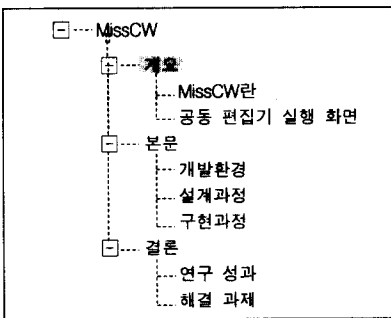 MissCW
개요
MissCW란
공동 편집기 실행 화면
본문
개발환경
설계과정
구현과정
결론
연구 성과
해결 과제